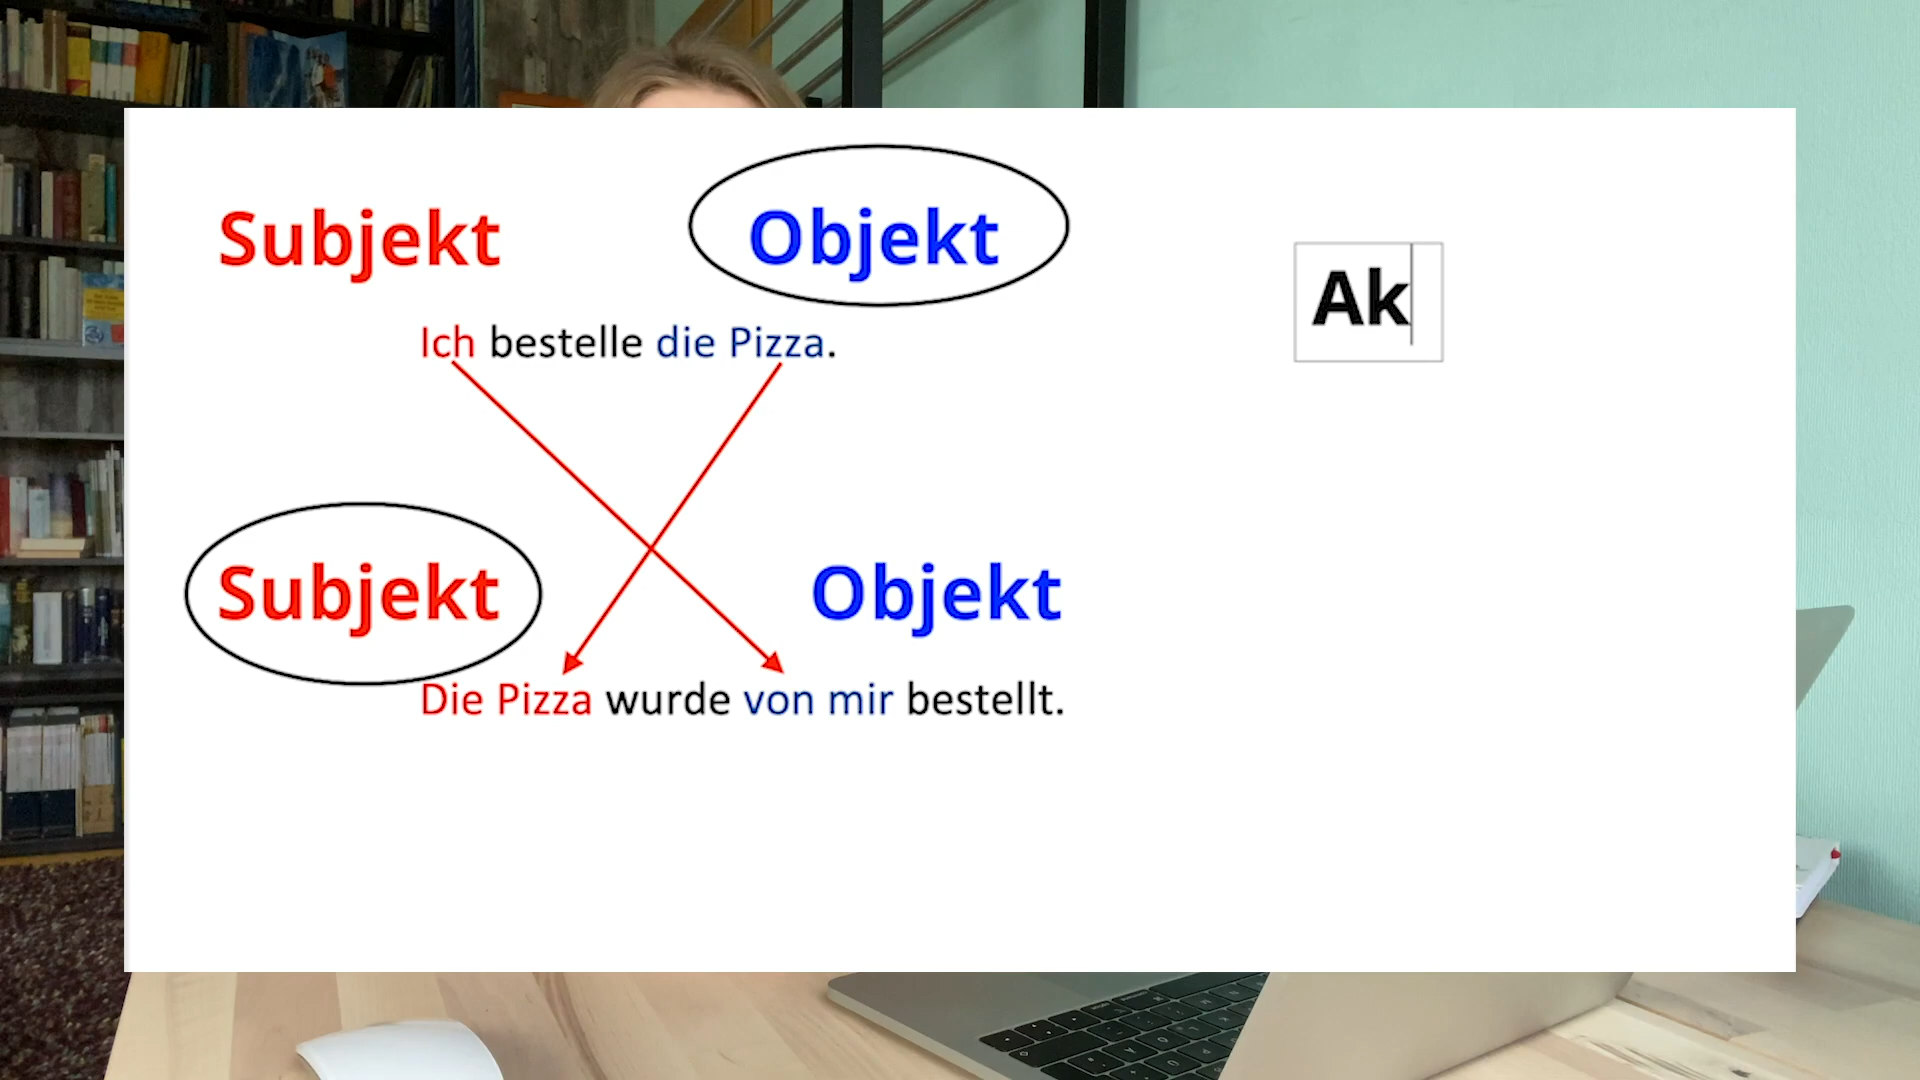 Subjekt Objekt
Ak
Ich bestelle die Pizza.
Subjekt Objekt
Die Pizza wurde von mir bestellt.